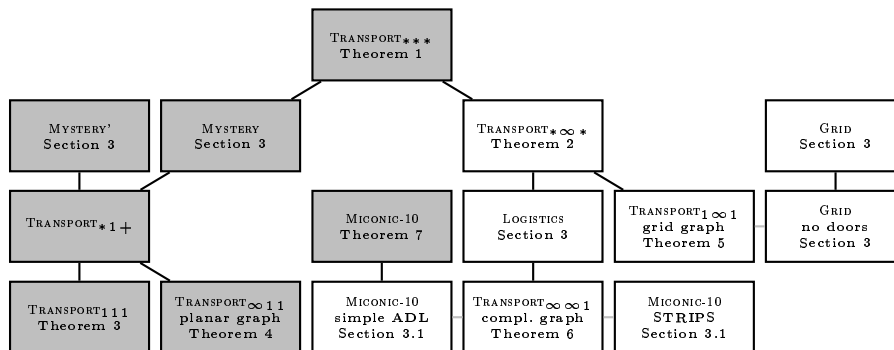 TRANSPORT∗∗∗
Theorem 1
MYSTERY'
Section 3
MYSTERY
Section 3
TRANSPORT∗∞∗
Theorem 2
GRID
Section 3
TRANSPORT∗1+
MICONIC-10
Theorem 7
LOGISTICS
Section 3
TRANSPORT1∞1
grid graph
Theorem 5
GRID
no doors
Section 3
TRANSPORT111
Theorem 3
TRANSPORT∞11
planar graph
Theorem 4
MICONIC-10
simple ADL
Section 3.1
TRANSPORT∞∞1
compl. graph
Theorem 6
MICONIC-10
STRIPS
Section 3.1